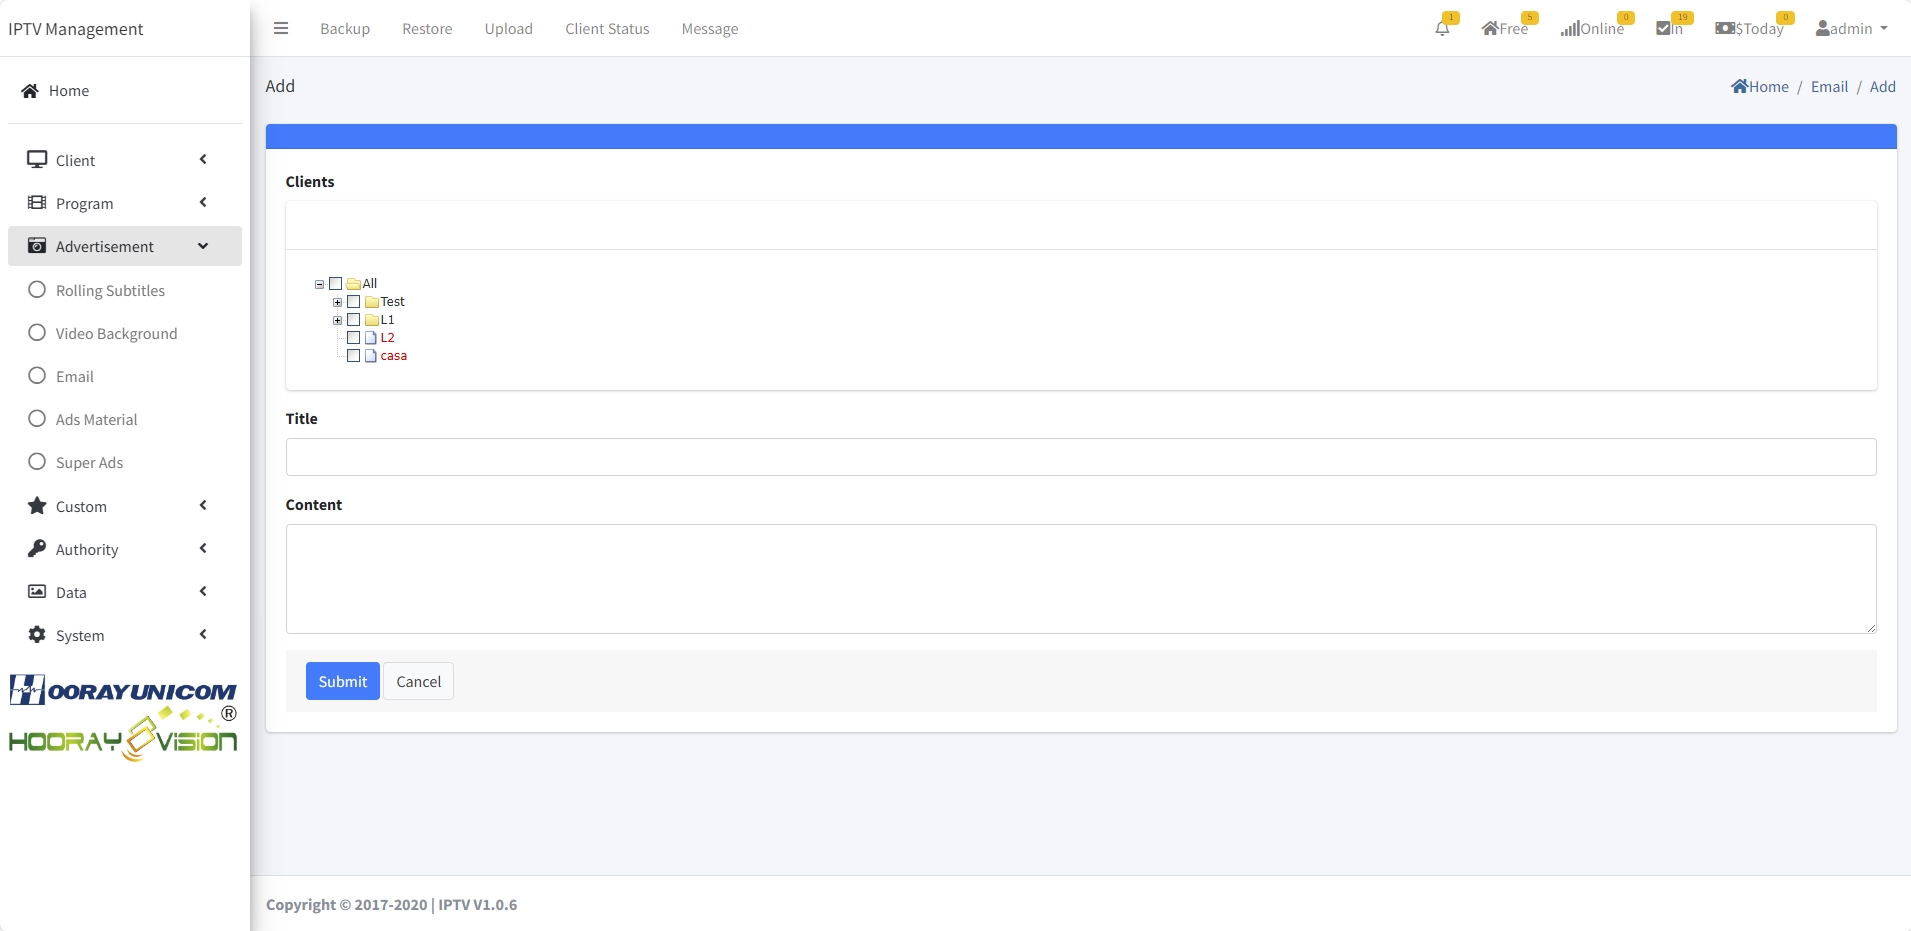 IPTV Management
Backup
Restore
Upload
Client Status
Message
1
Free 5
Online 0
In 19
$Today 0
admin
Home
Client
Program
Advertisement
Rolling Subtitles
Video Background
Email
Ads Material
Super Ads
Custom
Authority
Data
System
HOORAYUNICOM
HOORAY VISION ®
Add
Home / Email / Add
Clients
All
Test
L1
L2
casa
Title
Content
Submit
Cancel
Copyright © 2017-2020 | IPTV V1.0.6